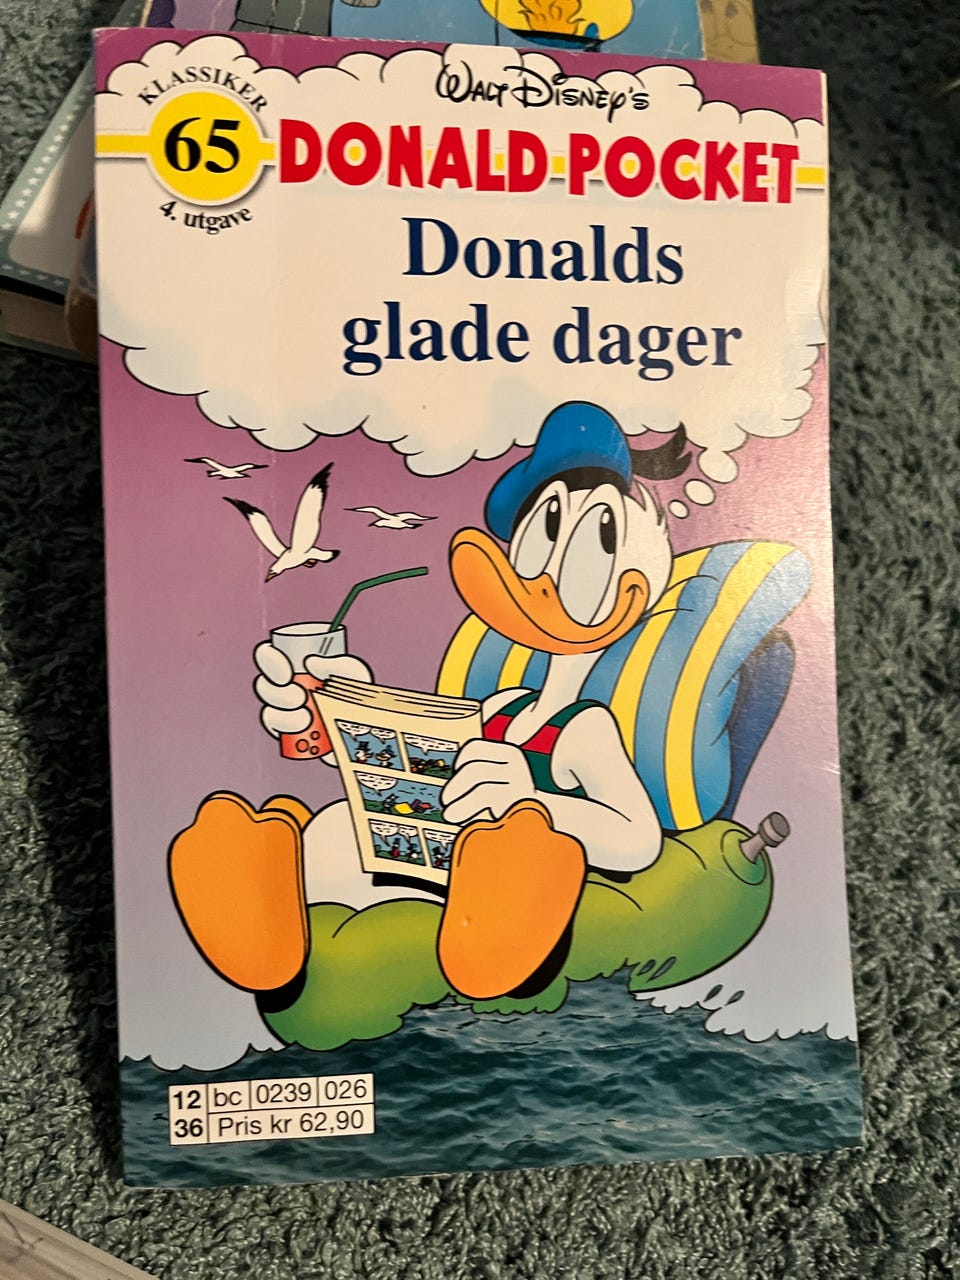 KLASSIKER
65
4. utgave
WALT DISNEY'S
DONALD POCKET
Donalds
glade dager
12 bc 0239 026
36 Pris kr 62,90